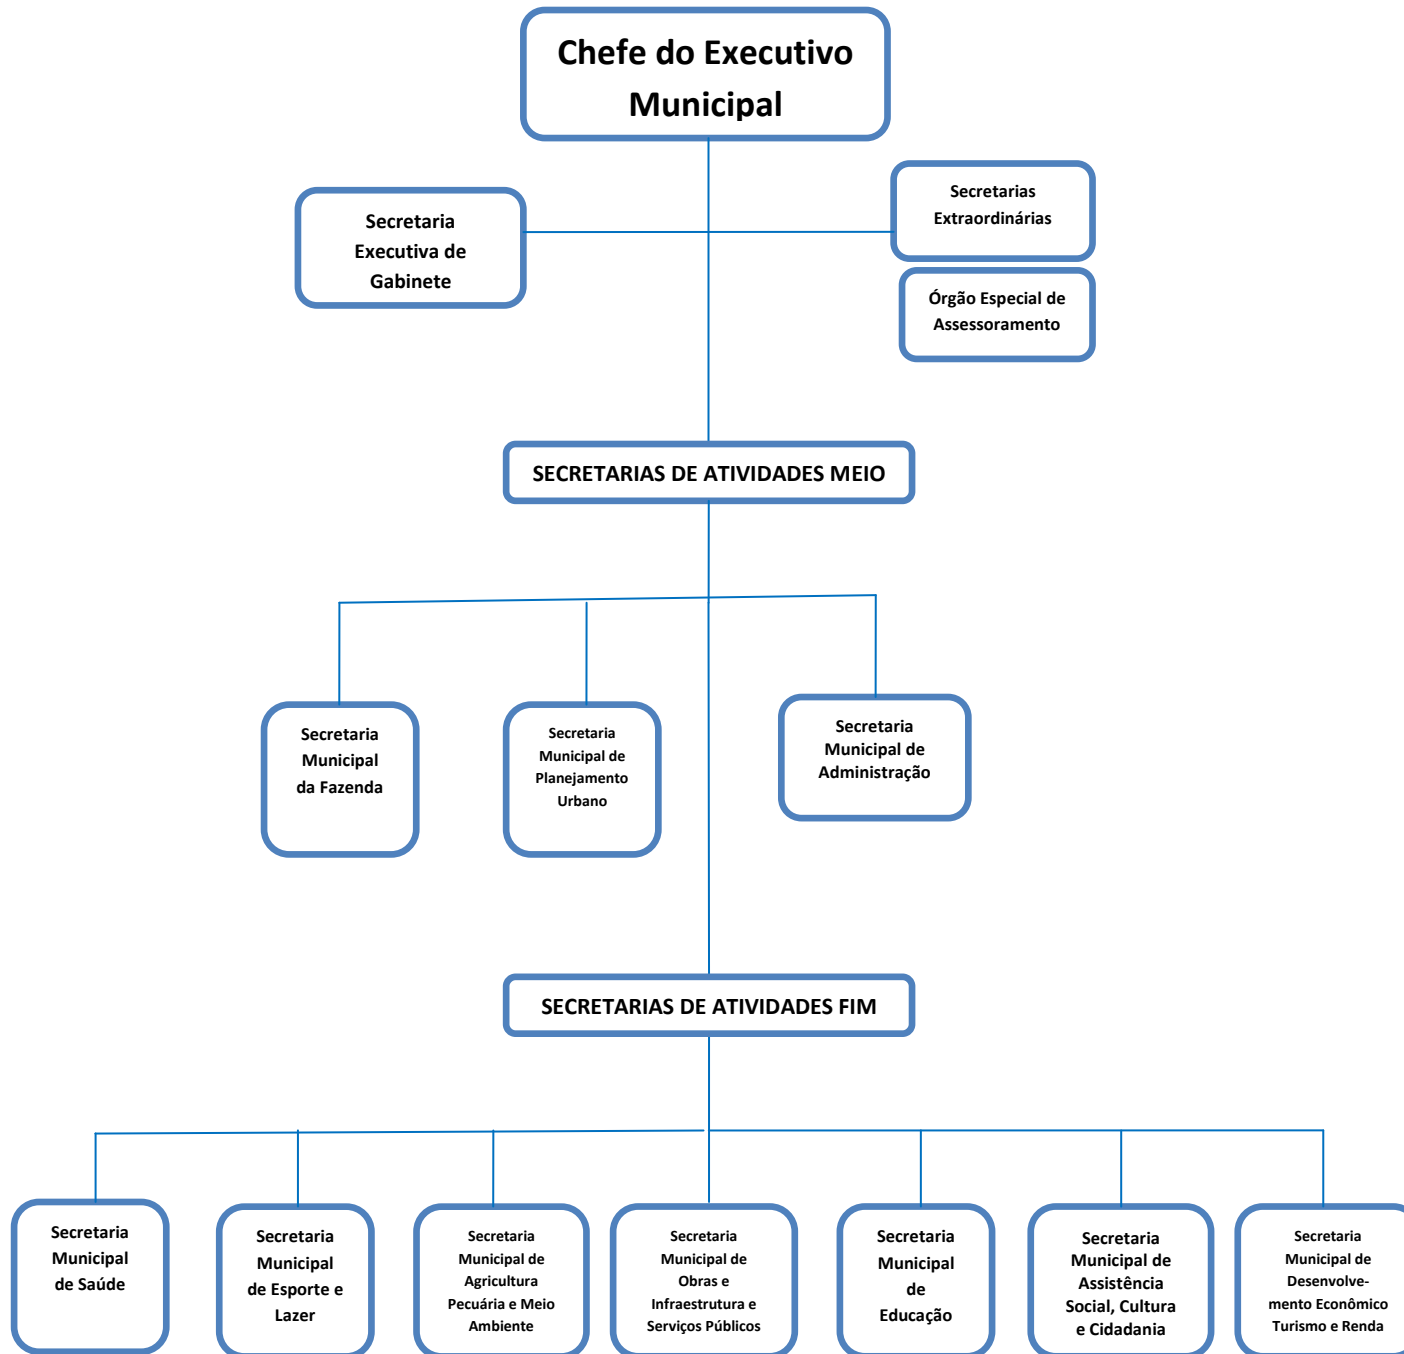 Chefe do Executivo
Municipal
Secretaria
Executiva de
Gabinete
Secretarias
Extraordinárias
Órgão Especial de
Assessoramento
SECRETARIAS DE ATIVIDADES MEIO
Secretaria
Municipal
da Fazenda
Secretaria
Municipal de
Planejamento
Urbano
Secretaria
Municipal de
Administração
SECRETARIAS DE ATIVIDADES FIM
Secretaria
Municipal
de Saúde
Secretaria
Municipal
de Esporte e
Lazer
Secretaria
Municipal de
Agricultura
Pecuária e Meio
Ambiente
Secretaria
Municipal de
Obras e
Infraestrutura e
Serviços Públicos
Secretaria
Municipal
de
Educação
Secretaria
Municipal de
Assistência
Social, Cultura
e Cidadania
Secretaria
Municipal de
Desenvolve-
mento Econômico
Turismo e Renda